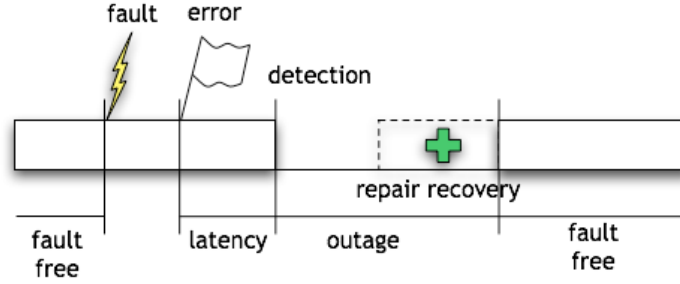 fault error
detection
repair recovery
fault
free
latency
outage
fault
free